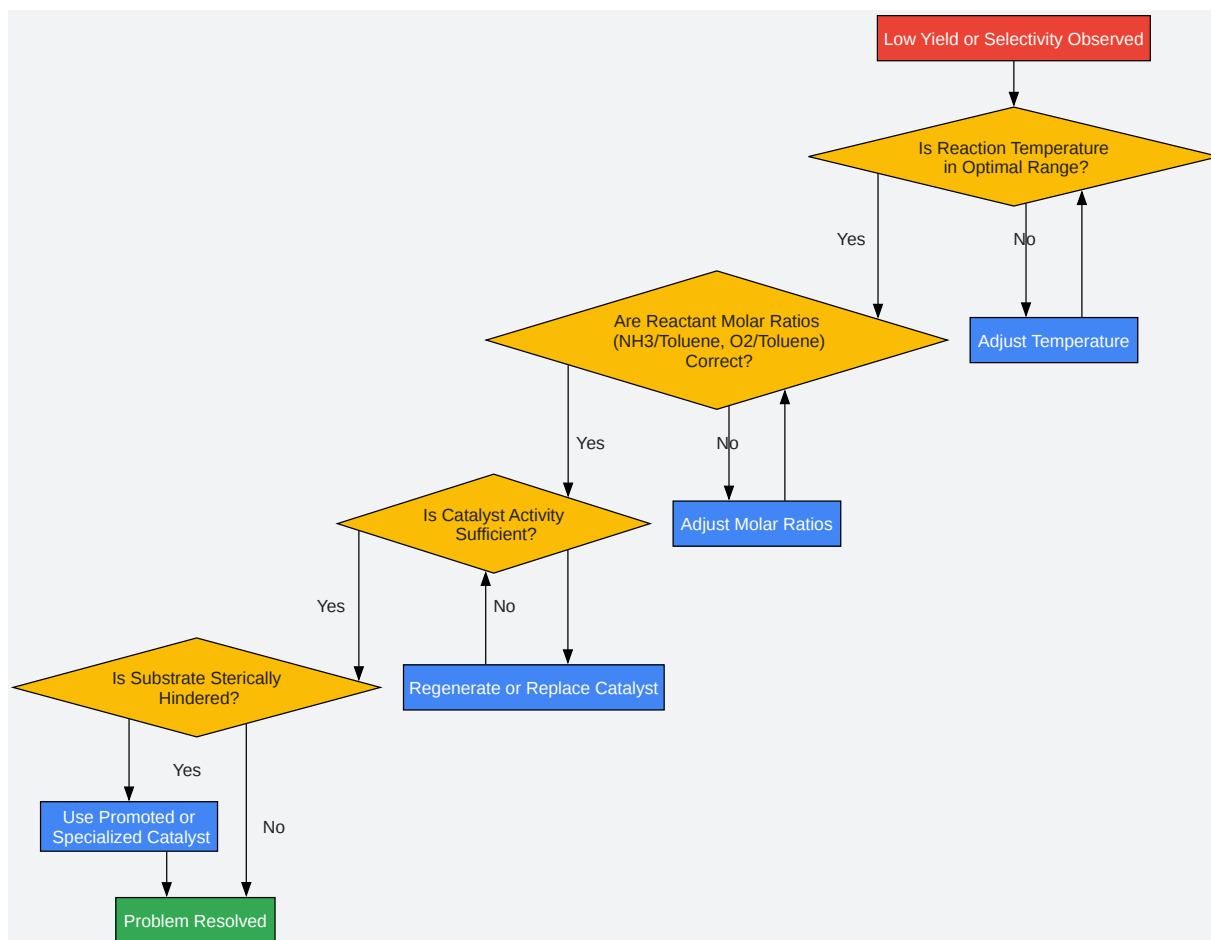 Low Yield or Selectivity Observed
Is Reaction Temperature
in Optimal Range?
Yes
No
Are Reactant Molar Ratios
(NH3/Toluene, O2/Toluene)
Correct?
Adjust Temperature
Yes
No
Is Catalyst Activity
Sufficient?
Adjust Molar Ratios
Yes
No
Is Substrate Sterically
Hindered?
Regenerate or Replace Catalyst
Yes
Use Promoted or
Specialized Catalyst
No
Problem Resolved